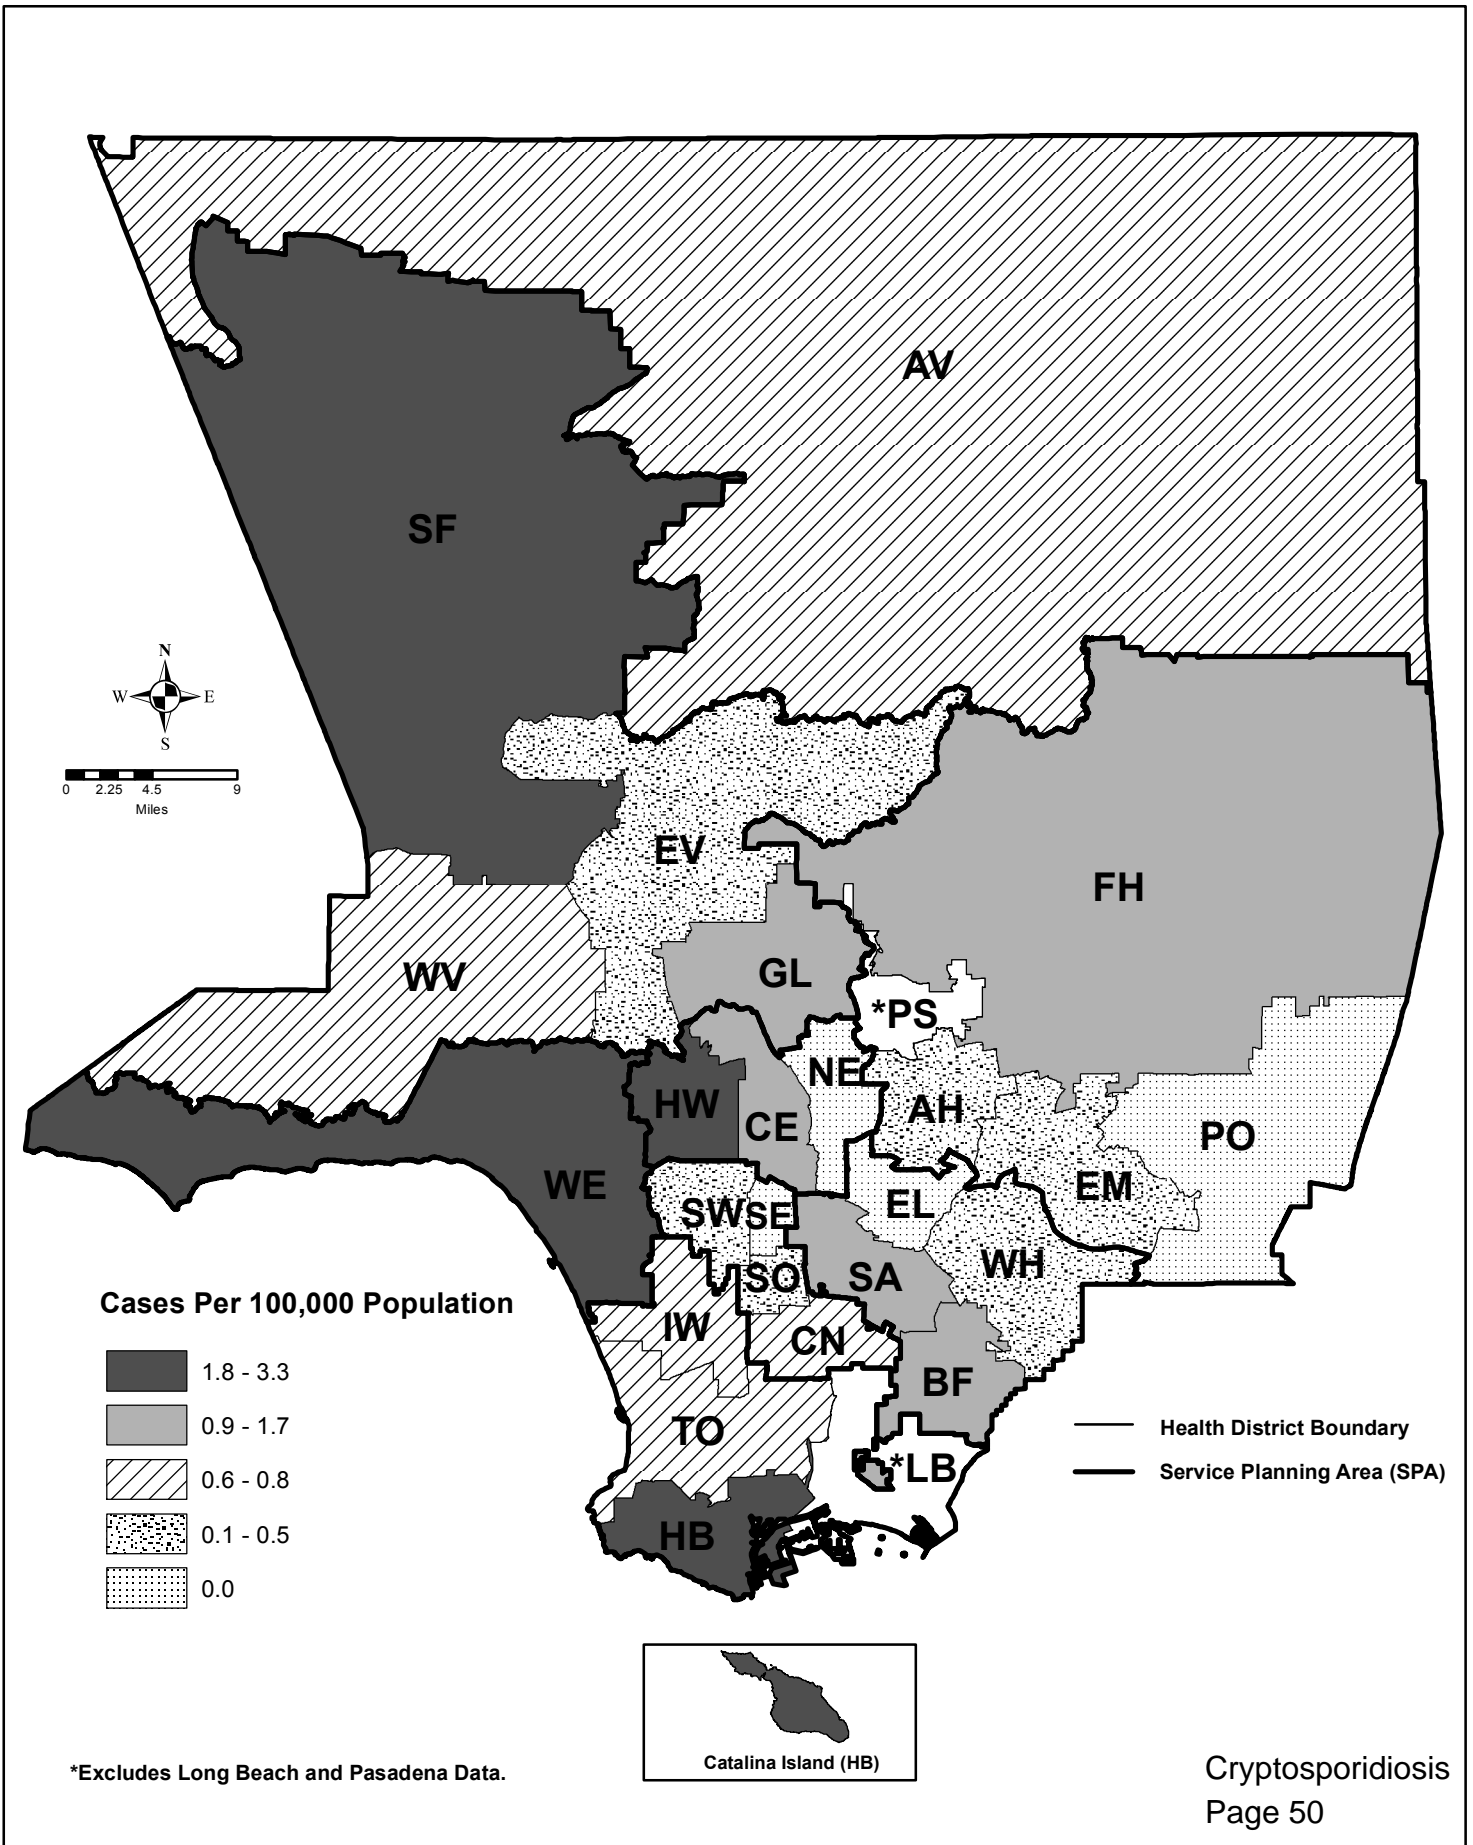 AV
SF
N
W E
S
0 2.25 4.5 9
Miles
EV
FH
GL
WV
*PS
NE
HW
AH
CE
PO
WE
EM
EL
SW
SE
WH
SO
SA
Cases Per 100,000 Population
IW
CN
1.8 - 3.3
BF
0.9 - 1.7
TO
Health District Boundary
*LB
Service Planning Area (SPA)
0.6 - 0.8
HB
0.1 - 0.5
0.0
Catalina Island (HB)
*Excludes Long Beach and Pasadena Data.
Cryptosporidiosis
Page 50